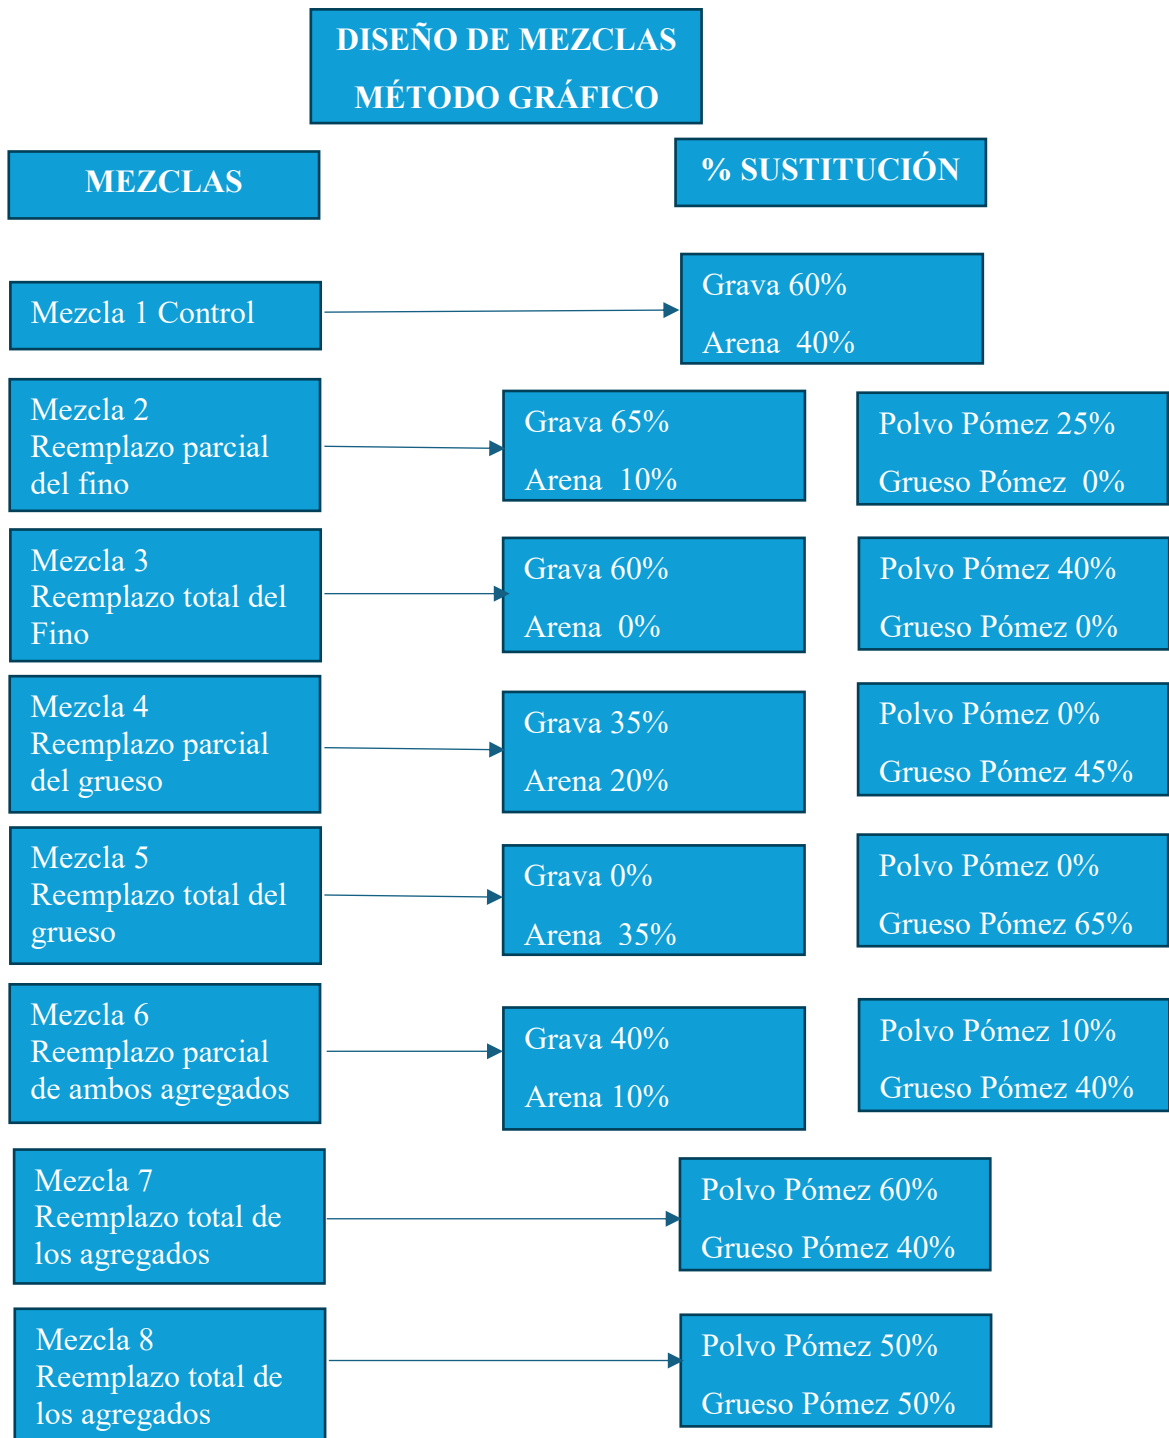 DISEÑO DE MEZCLAS
MÉTODO GRÁFICO
MEZCLAS
% SUSTITUCIÓN
Mezcla 1 Control
Grava 60%
Arena  40%
Mezcla 2
Reemplazo parcial
del fino
Grava 65%
Arena  10%
Polvo Pómez 25%
Grueso Pómez  0%
Mezcla 3
Reemplazo total del
Fino
Grava 60%
Arena  0%
Polvo Pómez 40%
Grueso Pómez 0%
Mezcla 4
Reemplazo parcial
del grueso
Grava 35%
Arena 20%
Polvo Pómez 0%
Grueso Pómez 45%
Mezcla 5
Reemplazo total del
grueso
Grava 0%
Arena  35%
Polvo Pómez 0%
Grueso Pómez 65%
Mezcla 6
Reemplazo parcial
de ambos agregados
Grava 40%
Arena 10%
Polvo Pómez 10%
Grueso Pómez 40%
Mezcla 7
Reemplazo total de
los agregados
Polvo Pómez 60%
Grueso Pómez 40%
Mezcla 8
Reemplazo total de
los agregados
Polvo Pómez 50%
Grueso Pómez 50%